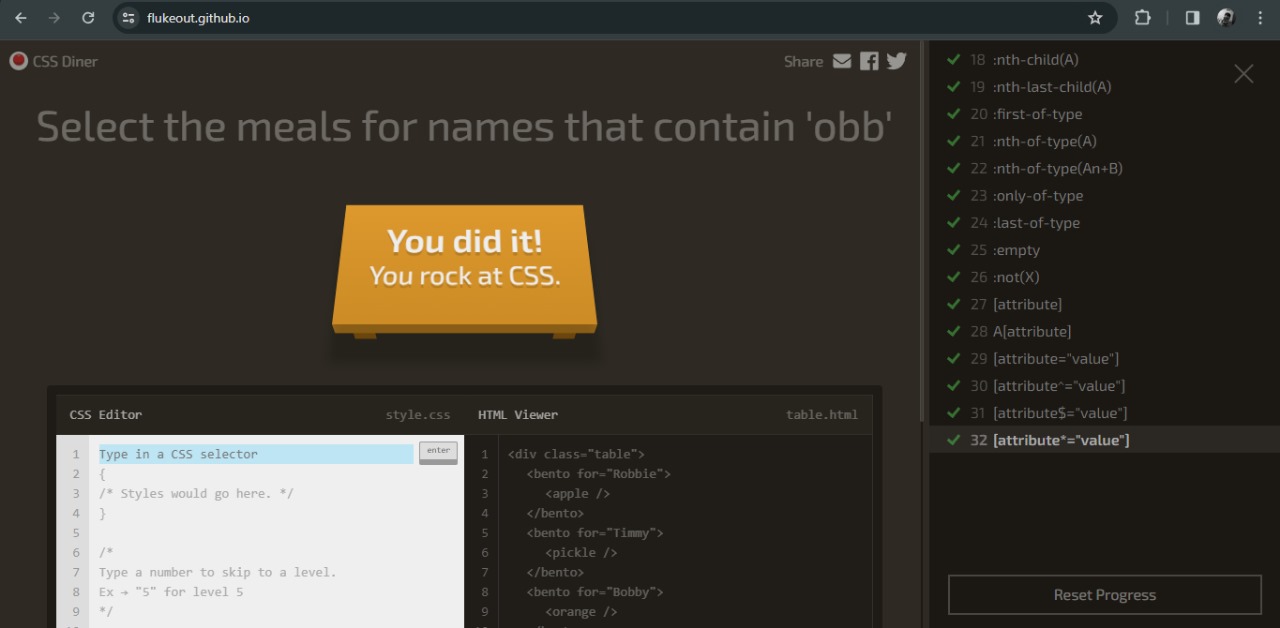 flukeout.github.io
CSS Diner
Share
Select the meals for names that contain 'obb'
You did it!
You rock at CSS.
CSS Editor
style.css
1 Type in a CSS selector
enter
2 {
3 /* Styles would go here. */
4 }
5
6 /*
7 Type a number to skip to a level.
8 Ex → "5" for level 5
9 */
HTML Viewer
table.html
1 <div class="table">
2 <bento for="Robbie">
3 <apple />
4 </bento>
5 <bento for="Timmy">
6 <pickle />
7 </bento>
8 <bento for="Bobby">
9 <orange />
18 :nth-child(A)
19 :nth-last-child(A)
20 :first-of-type
21 :nth-of-type(A)
22 :nth-of-type(An+B)
23 :only-of-type
24 :last-of-type
25 :empty
26 :not(X)
27 [attribute]
28 A[attribute]
29 [attribute="value"]
30 [attribute^="value"]
31 [attribute$="value"]
32 [attribute*="value"]
Reset Progress